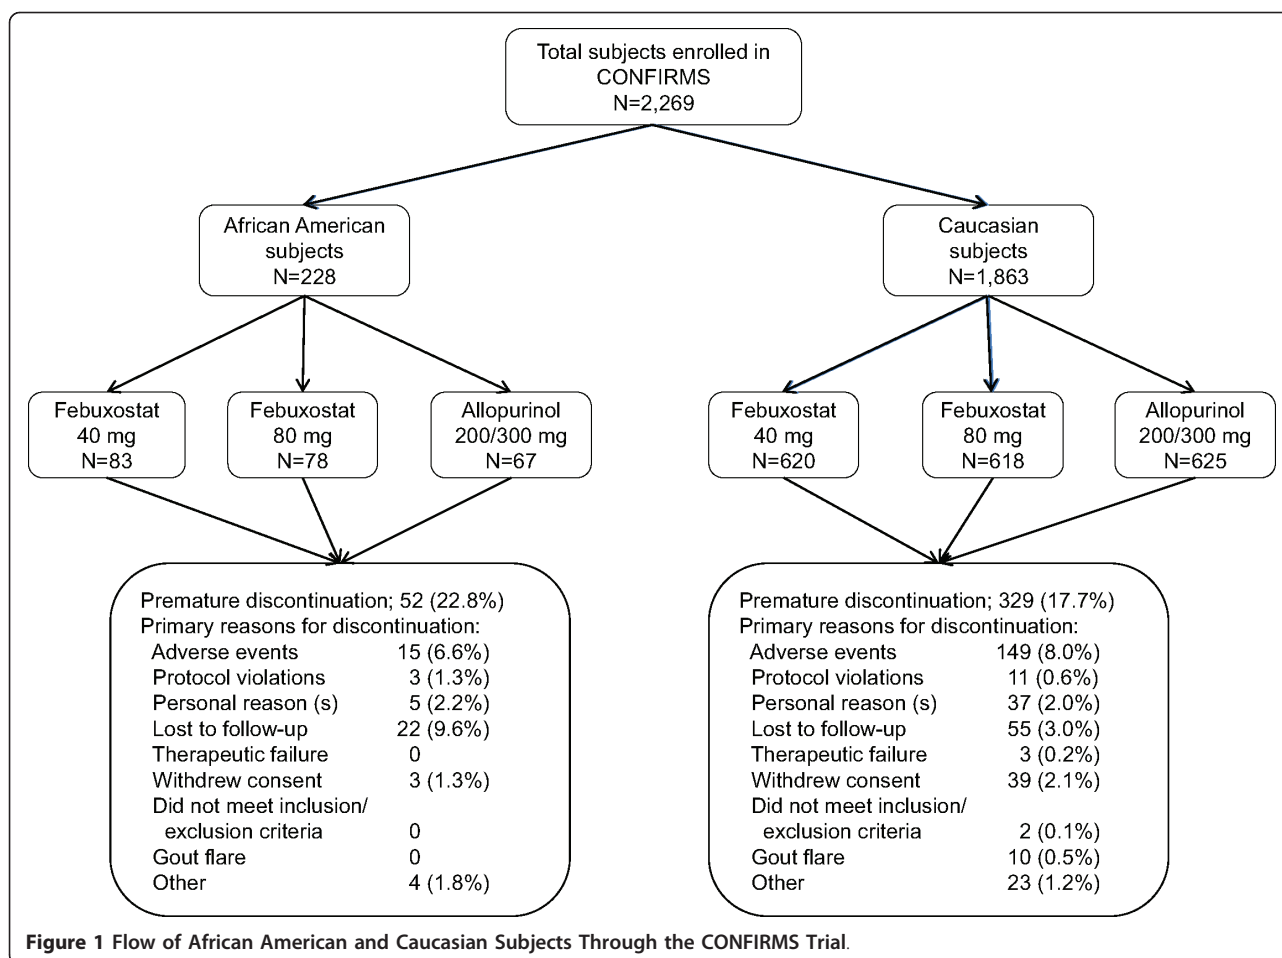 Total subjects enrolled in
CONFIRMS
N=2,269
African American
subjects
N=228
Caucasian
subjects
N=1,863
Febuxostat
40 mg
N=83
Febuxostat
80 mg
N=78
Allopurinol
200/300 mg
N=67
Febuxostat
40 mg
N=620
Febuxostat
80 mg
N=618
Allopurinol
200/300 mg
N=625
Premature discontinuation; 52 (22.8%)
Primary reasons for discontinuation:
Adverse events 15 (6.6%)
Protocol violations 3 (1.3%)
Personal reason (s) 5 (2.2%)
Lost to follow-up 22 (9.6%)
Therapeutic failure 0
Withdrew consent 3 (1.3%)
Did not meet inclusion/
exclusion criteria 0
Gout flare 0
Other 4 (1.8%)
Premature discontinuation; 329 (17.7%)
Primary reasons for discontinuation:
Adverse events 149 (8.0%)
Protocol violations 11 (0.6%)
Personal reason (s) 37 (2.0%)
Lost to follow-up 55 (3.0%)
Therapeutic failure 3 (0.2%)
Withdrew consent 39 (2.1%)
Did not meet inclusion/
exclusion criteria 2 (0.1%)
Gout flare 10 (0.5%)
Other 23 (1.2%)
Figure 1 Flow of African American and Caucasian Subjects Through the CONFIRMS Trial.